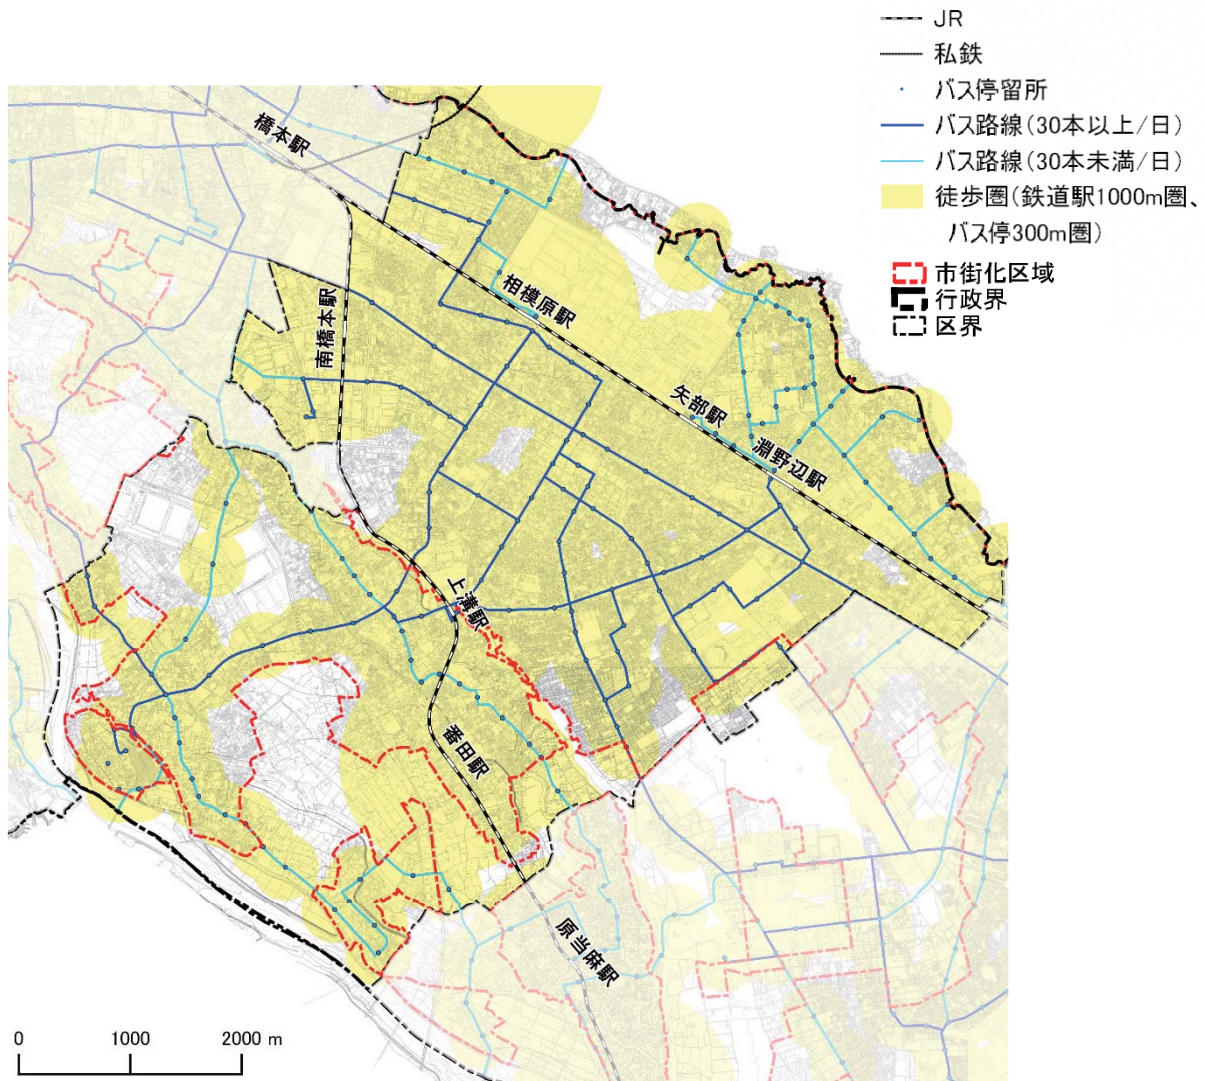 JR
私鉄
バス停留所
バス路線(30本以上/日)
バス路線(30本未満/日)
徒歩圏(鉄道駅1000m圏、
バス停300m圏)
市街化区域
行政界
区界
橋本駅
南橋本駅
相模原駅
矢部駅
淵野辺駅
上溝駅
番田駅
原当麻駅
0 1000 2000 m